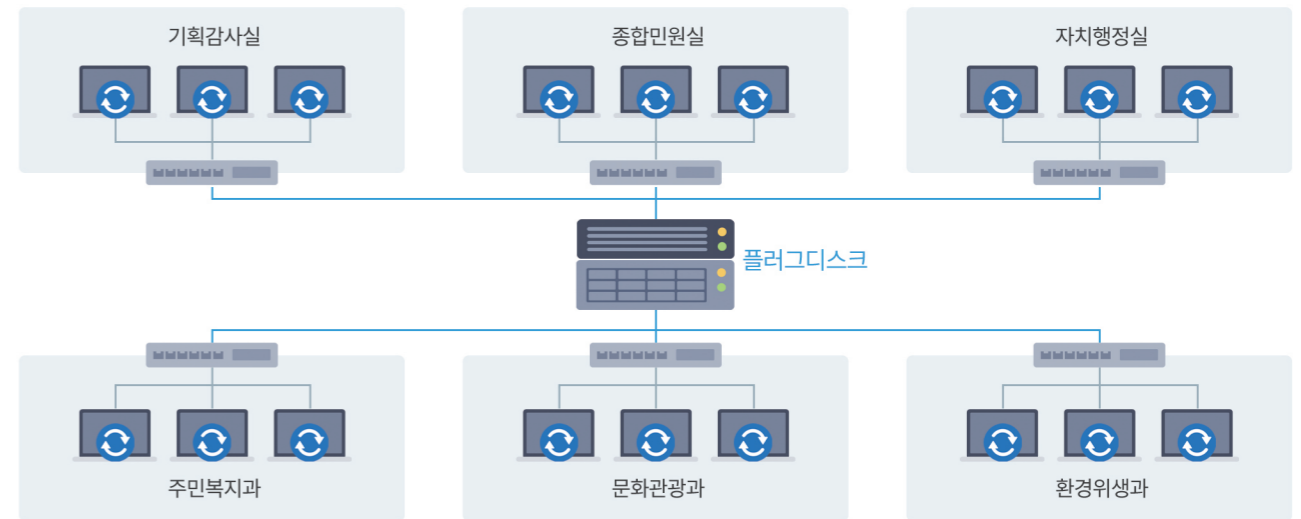 기획감사실
종합민원실
자치행정실
플러그디스크
주민복지과
문화관광과
환경위생과